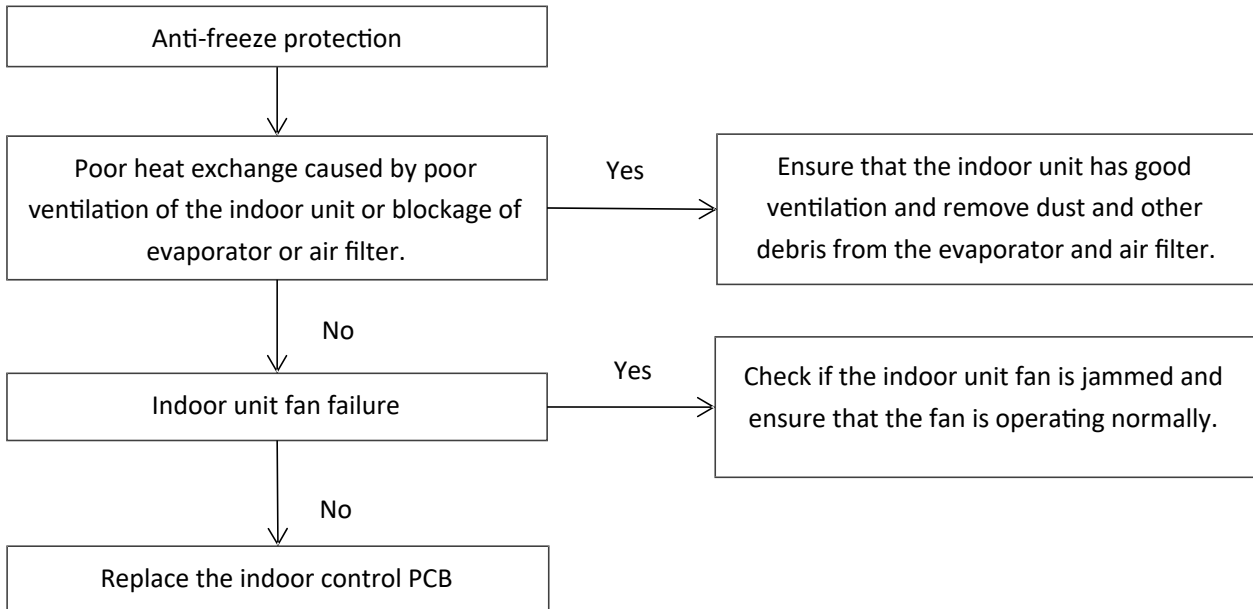 Anti-freeze protection
Poor heat exchange caused by poor
ventilation of the indoor unit or blockage of
evaporator or air filter.
Yes
Ensure that the indoor unit has good
ventilation and remove dust and other
debris from the evaporator and air filter.
No
Indoor unit fan failure
Yes
Check if the indoor unit fan is jammed and
ensure that the fan is operating normally.
No
Replace the indoor control PCB